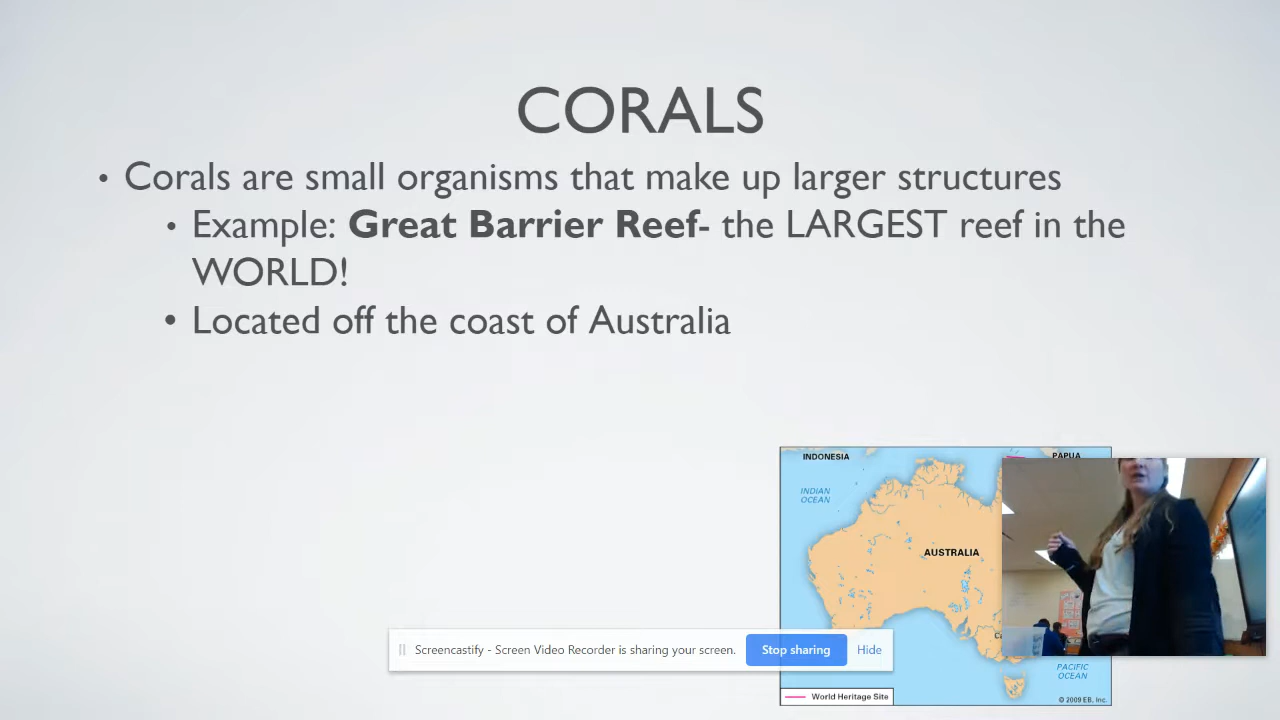 CORALS
• Corals are small organisms that make up larger structures
• Example: Great Barrier Reef- the LARGEST reef in the
WORLD!
• Located off the coast of Australia
INDONESIA
PAPUA
INDIAN
OCEAN
AUSTRALIA
Screencastify - Screen Video Recorder is sharing your screen.
Stop sharing
Hide
PACIFIC
OCEAN
World Heritage Site
© 2009 EB, Inc.